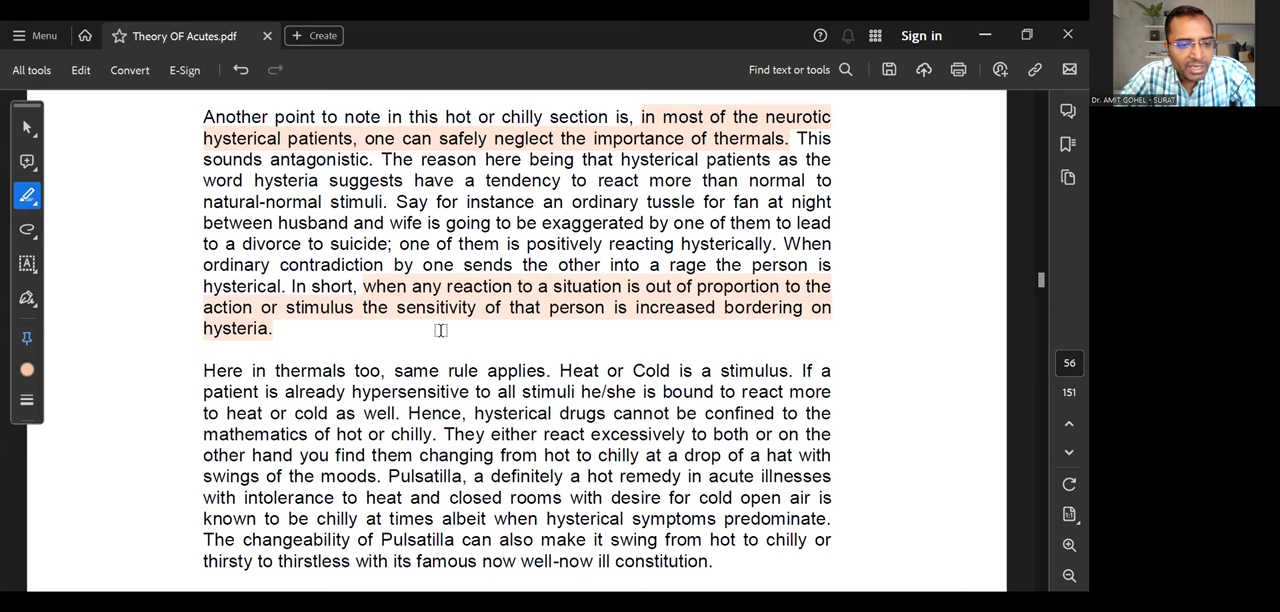 Menu
Theory OF Acutes.pdf
Create
Sign in
All tools
Edit
Convert
E-Sign
Find text or tools
Dr. AMIT GOHEL - SURAT
Another point to note in this hot or chilly section is, in most of the neurotic
hysterical patients, one can safely neglect the importance of thermals. This
sounds antagonistic. The reason here being that hysterical patients as the
word hysteria suggests have a tendency to react more than normal to
natural-normal stimuli. Say for instance an ordinary tussle for fan at night
between husband and wife is going to be exaggerated by one of them to lead
to a divorce to suicide; one of them is positively reacting hysterically. When
ordinary contradiction by one sends the other into a rage the person is
hysterical. In short, when any reaction to a situation is out of proportion to the
action or stimulus the sensitivity of that person is increased bordering on
hysteria.
Here in thermals too, same rule applies. Heat or Cold is a stimulus. If a
patient is already hypersensitive to all stimuli he/she is bound to react more
to heat or cold as well. Hence, hysterical drugs cannot be confined to the
mathematics of hot or chilly. They either react excessively to both or on the
other hand you find them changing from hot to chilly at a drop of a hat with
swings of the moods. Pulsatilla, a definitely a hot remedy in acute illnesses
with intolerance to heat and closed rooms with desire for cold open air is
known to be chilly at times albeit when hysterical symptoms predominate.
The changeability of Pulsatilla can also make it swing from hot to chilly or
thirsty to thirstless with its famous now well-now ill constitution.
56
151
1:1